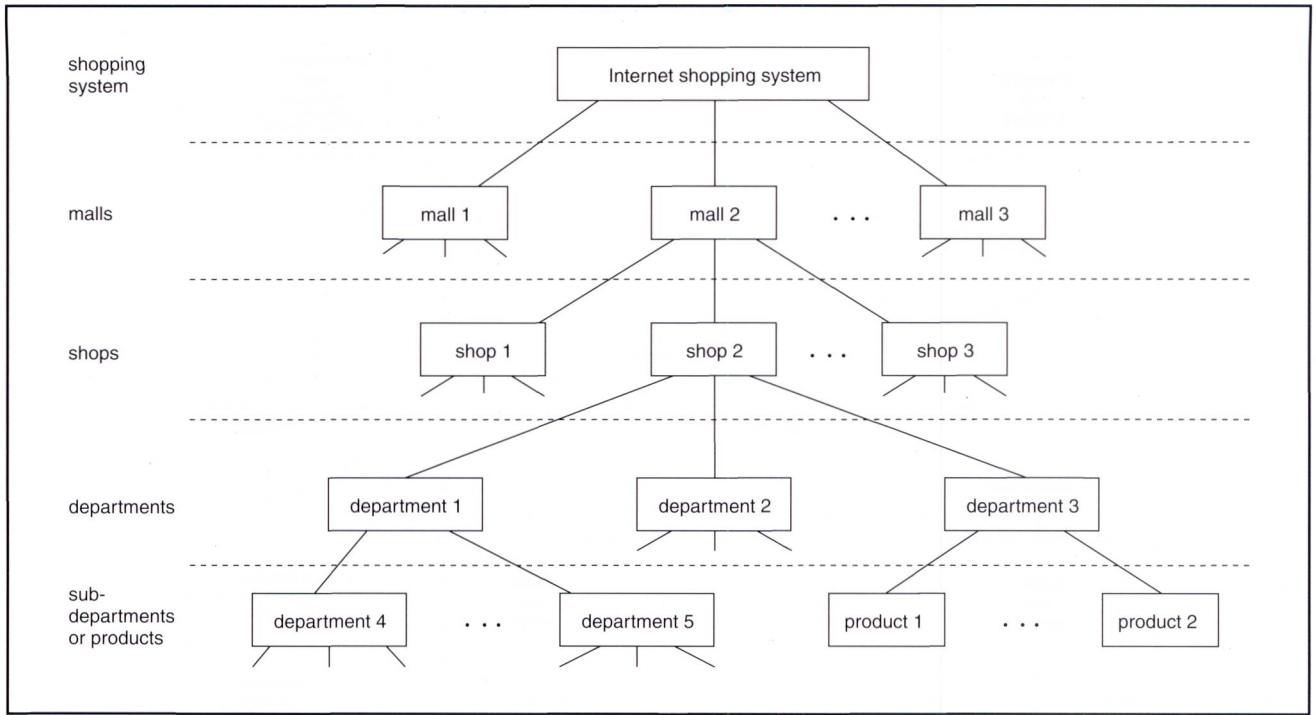 shopping
system
Internet shopping system
malls
mall 1
mall 2
. . .
mall 3
shops
shop 1
shop 2
. . .
shop 3
departments
department 1
department 2
department 3
sub-
departments
or products
department 4
. . .
department 5
product 1
. . .
product 2